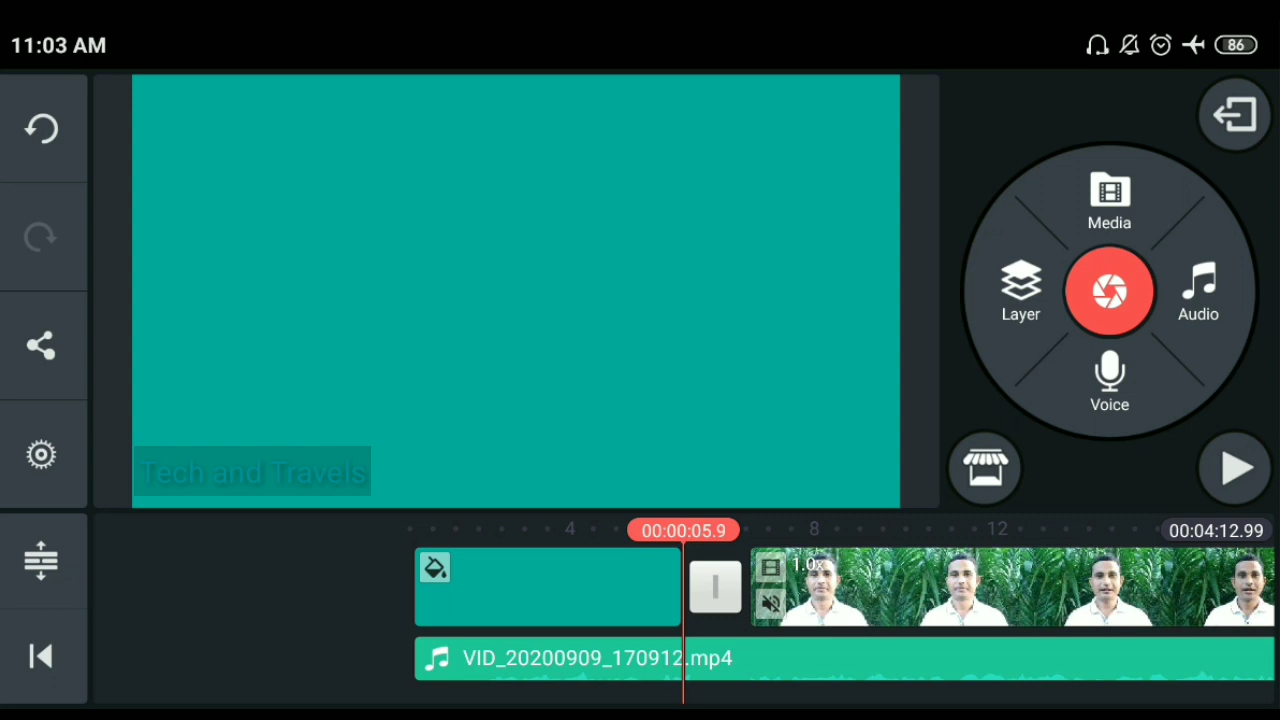 11:03 AM
86
Media
Layer
Audio
Voice
Tech and Travels
4
00:00:05.9
8
12
00:04:12.99
1.0x
VID_20200909_170912.mp4